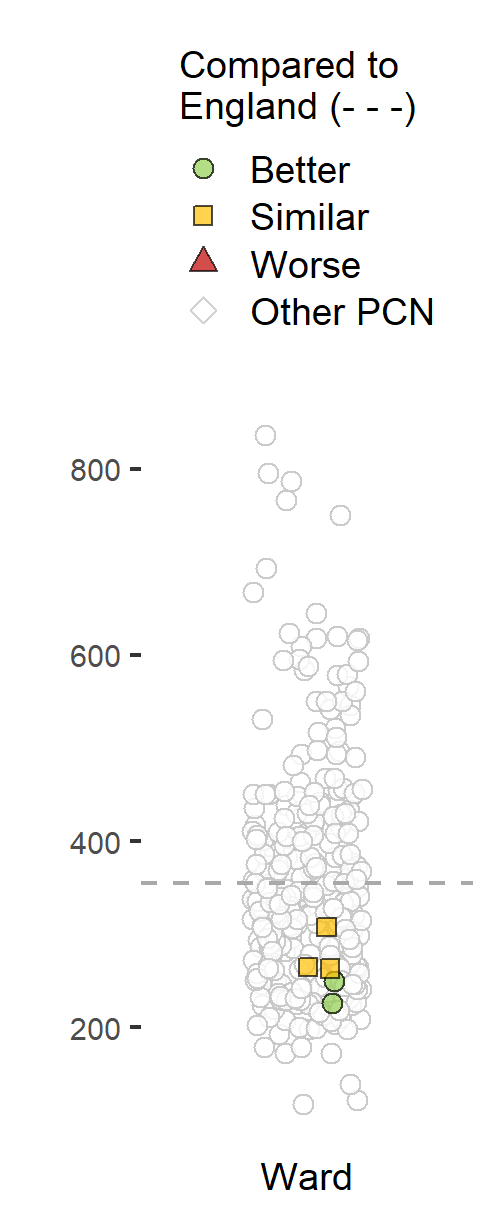 Compared to
England (- - -)
Better
Similar
Worse
Other PCN
800
600
400
200
Ward